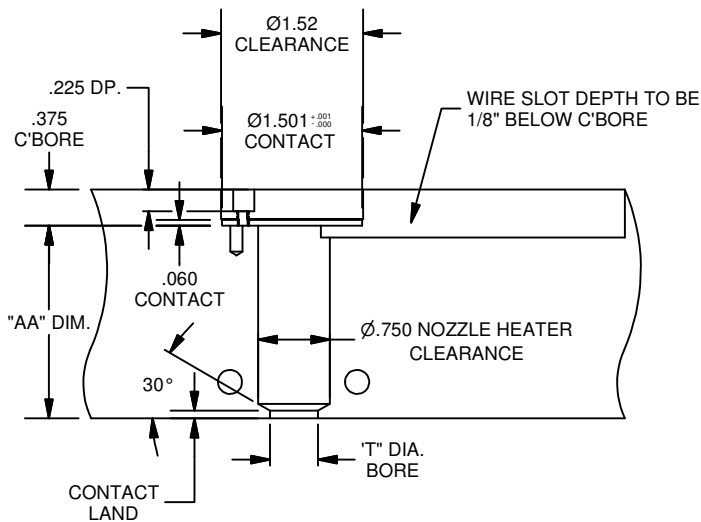 Ø1.52
CLEARANCE
.225 DP.
.375
C'BORE
Ø1.501 +.001 -.000
CONTACT
WIRE SLOT DEPTH TO BE
1/8" BELOW C'BORE
.060
CONTACT
"AA" DIM.
Ø.750 NOZZLE HEATER
CLEARANCE
30°
'T" DIA.
BORE
CONTACT
LAND